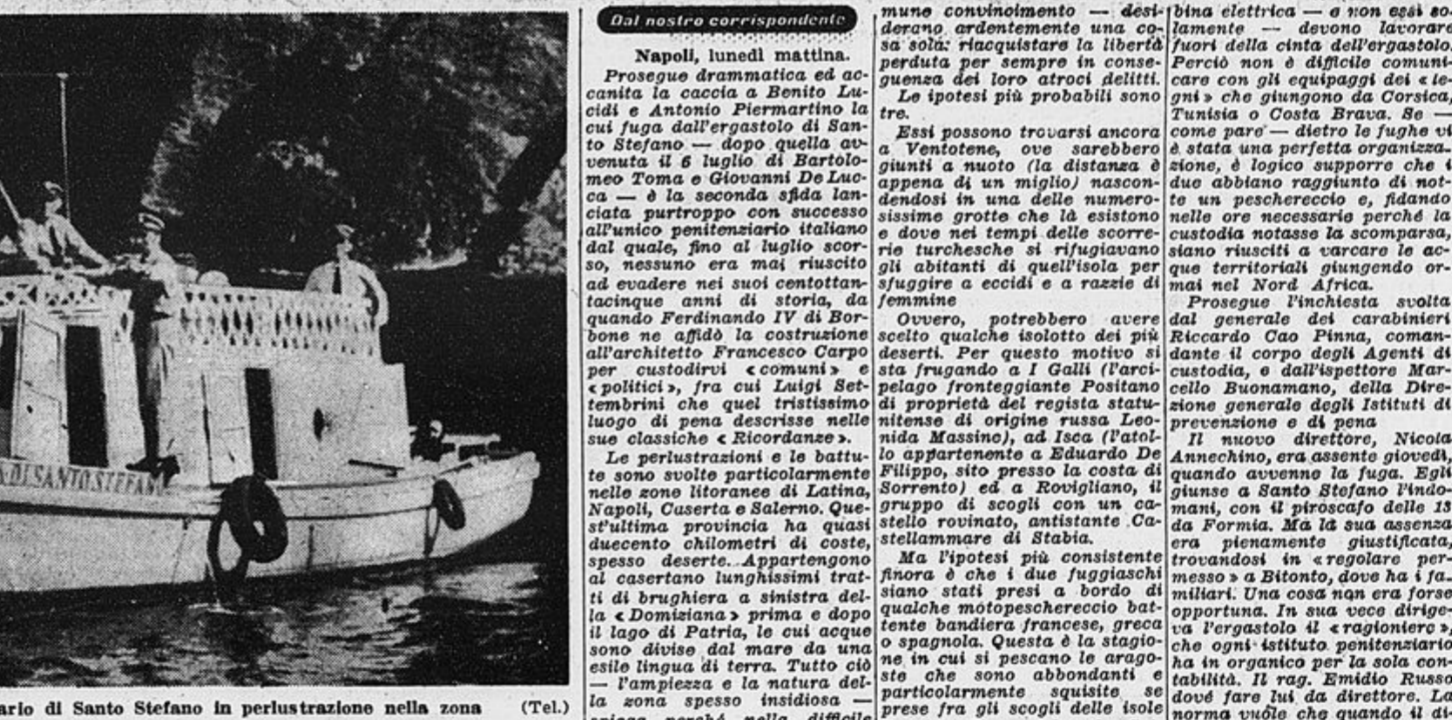 S. DI SANTO STEFANO
ario di Santo Stefano in perlustrazione nella zona (Tel.)
Dal nostro corrispondente
Napoli, lunedì mattina.
Prosegue drammatica ed ac-
canita la caccia a Benito Lu-
cidi e Antonio Piermartino la
cui fuga dall'ergastolo di San-
to Stefano — dopo quella av-
venuta il 6 luglio di Bartolo-
meo Toma e Giovanni De Luc-
ca — è la seconda sfida lan-
ciata purtroppo con successo
all'unico penitenziario italiano
dal quale, fino al luglio scor-
so, nessuno era mai riuscito
ad evadere nei suoi centottan-
tacinque anni di storia, da
quando Ferdinando IV di Bor-
bone ne affidò la costruzione
all'architetto Francesco Carpo
per custodirvi « comuni » e
« politici », fra cui Luigi Set-
tembrini che quel tristissimo
luogo di pena descrisse nelle
sue classiche « Ricordanze ».
Le perlustrazioni e le battu-
te sono svolte particolarmente
nelle zone litoranee di Latina,
Napoli, Caserta e Salerno. Que-
st'ultima provincia ha quasi
duecento chilometri di coste,
spesso deserte. Appartengono
al casertano lunghissimi trat-
ti di brughiera a sinistra del-
la « Domiziana » prima e dopo
il lago di Patria, le cui acque
sono divise dal mare da una
esile lingua di terra. Tutto ciò
— l'ampiezza e la natura del-
la zona spesso insidiosa —
spiega perché nella difficile
mune convincimento — desi-
derano ardentemente una co-
sa sola: riacquistare la libertà
perduta per sempre in conse-
guenza dei loro atroci delitti.
Le ipotesi più probabili sono
tre.
Essi possono trovarsi ancora
a Ventotene, ove sarebbero
giunti a nuoto (la distanza è
appena di un miglio) nascon-
dendosi in una delle numero-
sissime grotte che là esistono
e dove nei tempi delle scorre-
rie turchesche si rifugiavano
gli abitanti di quell'isola per
sfuggire a eccidi e a razzie di
femmine
Ovvero, potrebbero avere
scelto qualche isolotto dei più
deserti. Per questo motivo si
sta frugando a I Galli (l'arci-
pelago fronteggiante Positano
di proprietà del regista statu-
nitense di origine russa Leo-
nida Massine), ad Isca (l'atol-
lo appartenente a Eduardo De
Filippo, sito presso la costa di
Sorrento) ed a Rovigliano, il
gruppo di scogli con un ca-
stello rovinato, antistante Ca-
stellammare di Stabia.
Ma l'ipotesi più consistente
finora è che i due fuggiaschi
siano stati presi a bordo di
qualche motopeschereccio bat-
tente bandiera francese, greca
o spagnola. Questa è la stagio-
ne in cui si pescano le arago-
ste che sono abbondanti e
particolarmente squisite se
prese fra gli scogli delle isole
bina elettrica — e non essi so-
lamente — devono lavorare
fuori della cinta dell'ergastolo.
Perciò non è difficile comuni-
care con gli equipaggi dei « le-
gni » che giungono da Corsica,
Tunisia o Costa Brava. Se —
come pare — dietro le fughe vi
è stata una perfetta organizza-
zione, è logico supporre che i
due abbiano raggiunto di not-
te un peschereccio e, fidando
nelle ore necessarie perché la
custodia notasse la scomparsa,
siano riusciti a varcare le ac-
que territoriali giungendo or-
mai nel Nord Africa.
Prosegue l'inchiesta svolta
dal generale dei carabinieri
Riccardo Cao Pinna, coman-
dante il corpo degli Agenti di
custodia, e dall'ispettore Mar-
cello Buonamano, della Dire-
zione generale degli Istituti di
prevenzione e di pena
Il nuovo direttore, Nicola
Annechino, era assente giovedì,
quando avvenne la fuga. Egli
giunse a Santo Stefano l'indo-
mani, con il piroscafo delle 15
da Formia. Ma la sua assenza
era pienamente giustificata,
trovandosi in « regolare per-
messo » a Bitonto, dove ha i fa-
miliari. Una cosa non era forse
opportuna. In sua vece dirige-
va l'ergastolo il « ragioniere »,
che ogni istituto penitenziario
ha in organico per la sola con-
tabilità. Il rag. Emidio Russo
dové fare lui da direttore. La
norma vuole che quando il di-